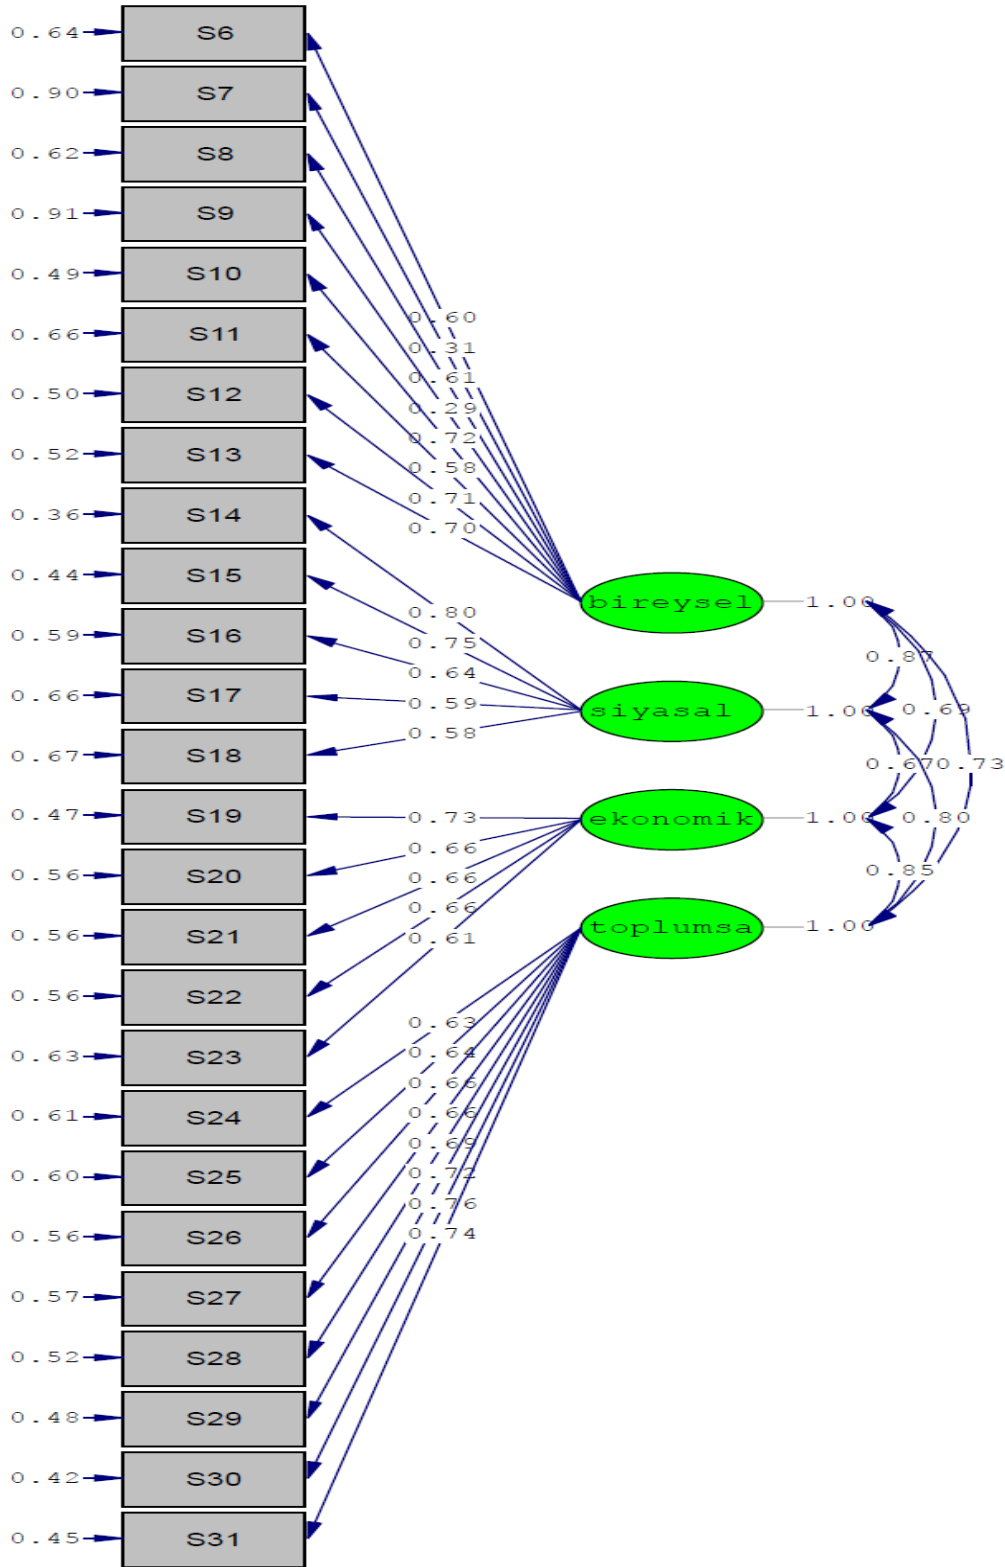 0.64 S6
0.90 S7
0.62 S8
0.91 S9
0.49 S10
0.66 S11
0.50 S12
0.52 S13
0.36 S14
0.44 S15
0.59 S16
0.66 S17
0.67 S18
0.47 S19
0.56 S20
0.56 S21
0.56 S22
0.63 S23
0.61 S24
0.60 S25
0.56 S26
0.57 S27
0.52 S28
0.48 S29
0.42 S30
0.45 S31
0.60
0.31
0.61
0.29
0.72
0.58
0.71
0.70
0.80
0.75
0.64
0.59
0.58
0.73
0.66
0.66
0.66
0.61
0.63
0.64
0.66
0.66
0.69
0.72
0.76
0.74
bireysel 1.00
siyasal 1.00
ekonomik 1.00
toplumsa 1.00
0.87
0.69
0.67 0.73
0.80
0.85